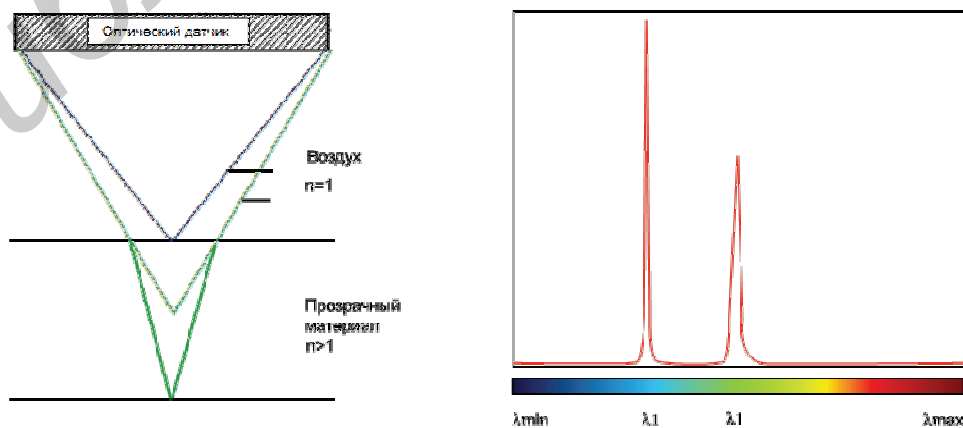 Оптический датчик
Воздух
n=1
Прозрачный
материал
n>1
λmin λ1 λ1 λmax